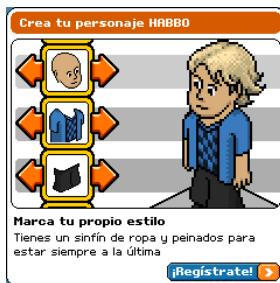 Crea tu personaje HABBO
Marca tu propio estilo
Tienes un sinfín de ropa y peinados para
estar siempre a la última
¡Regístrate!